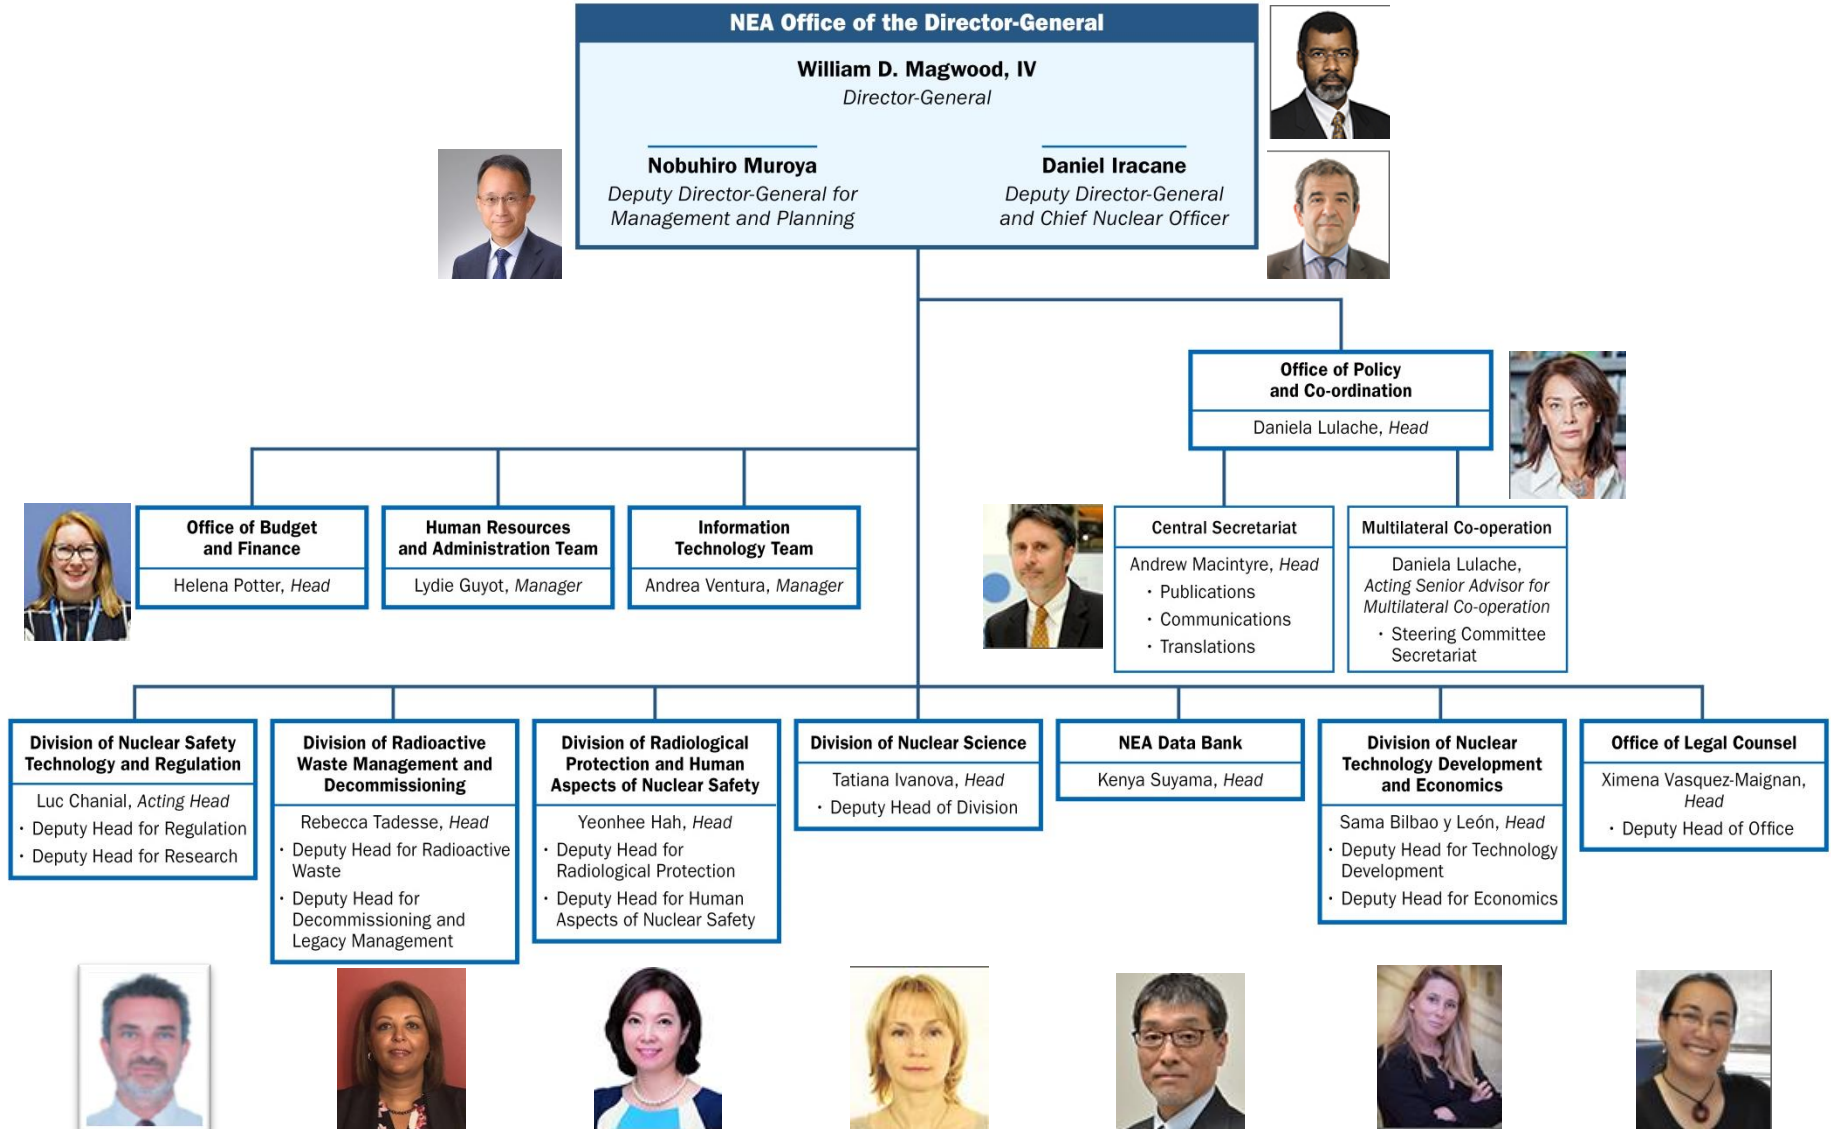 NEA Office of the Director-General
William D. Magwood, IV
Director-General
Nobuhiro Muroya
Deputy Director-General for
Management and Planning
Daniel Iracane
Deputy Director-General
and Chief Nuclear Officer
Office of Policy
and Co-ordination
Daniela Lulache, Head
Office of Budget
and Finance
Helena Potter, Head
Human Resources
and Administration Team
Lydie Guyot, Manager
Information
Technology Team
Andrea Ventura, Manager
Central Secretariat
Andrew Macintyre, Head
· Publications
· Communications
· Translations
Multilateral Co-operation
Daniela Lulache,
Acting Senior Advisor for
Multilateral Co-operation
· Steering Committee
Secretariat
Division of Nuclear Safety
Technology and Regulation
Luc Chanial, Acting Head
· Deputy Head for Regulation
· Deputy Head for Research
Division of Radioactive
Waste Management and
Decommissioning
Rebecca Tadesse, Head
· Deputy Head for Radioactive
Waste
· Deputy Head for
Decommissioning and
Legacy Management
Division of Radiological
Protection and Human
Aspects of Nuclear Safety
Yeonhee Hah, Head
· Deputy Head for
Radiological Protection
· Deputy Head for Human
Aspects of Nuclear Safety
Division of Nuclear Science
Tatiana Ivanova, Head
· Deputy Head of Division
NEA Data Bank
Kenya Suyama, Head
Division of Nuclear
Technology Development
and Economics
Sama Bilbao y León, Head
· Deputy Head for Technology
Development
· Deputy Head for Economics
Office of Legal Counsel
Ximena Vasquez-Maignan,
Head
· Deputy Head of Office